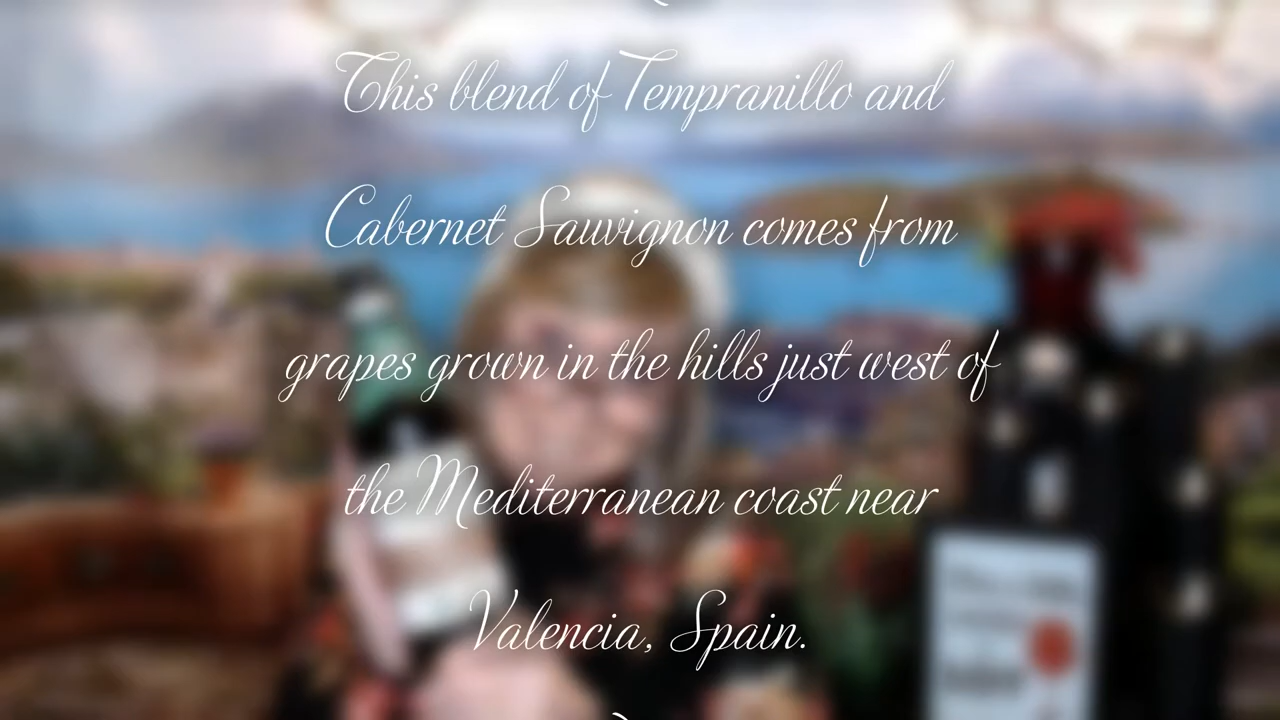 This blend of Tempranillo and
Cabernet Sauvignon comes from
grapes grown in the hills just west of
the Mediterranean coast near
Valencia, Spain.